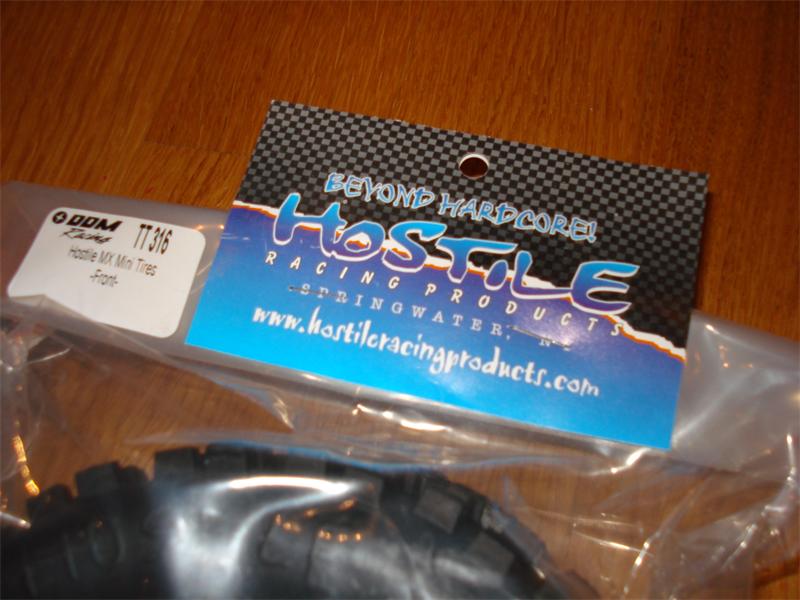 DDM
Racing
TT 316
Hostile MX Mini Tires
-Front-
BEYOND HARDCORE!
HOSTILE
RACING PRODUCTS
SPRINGWATER, N
www.hostileracingproducts.com